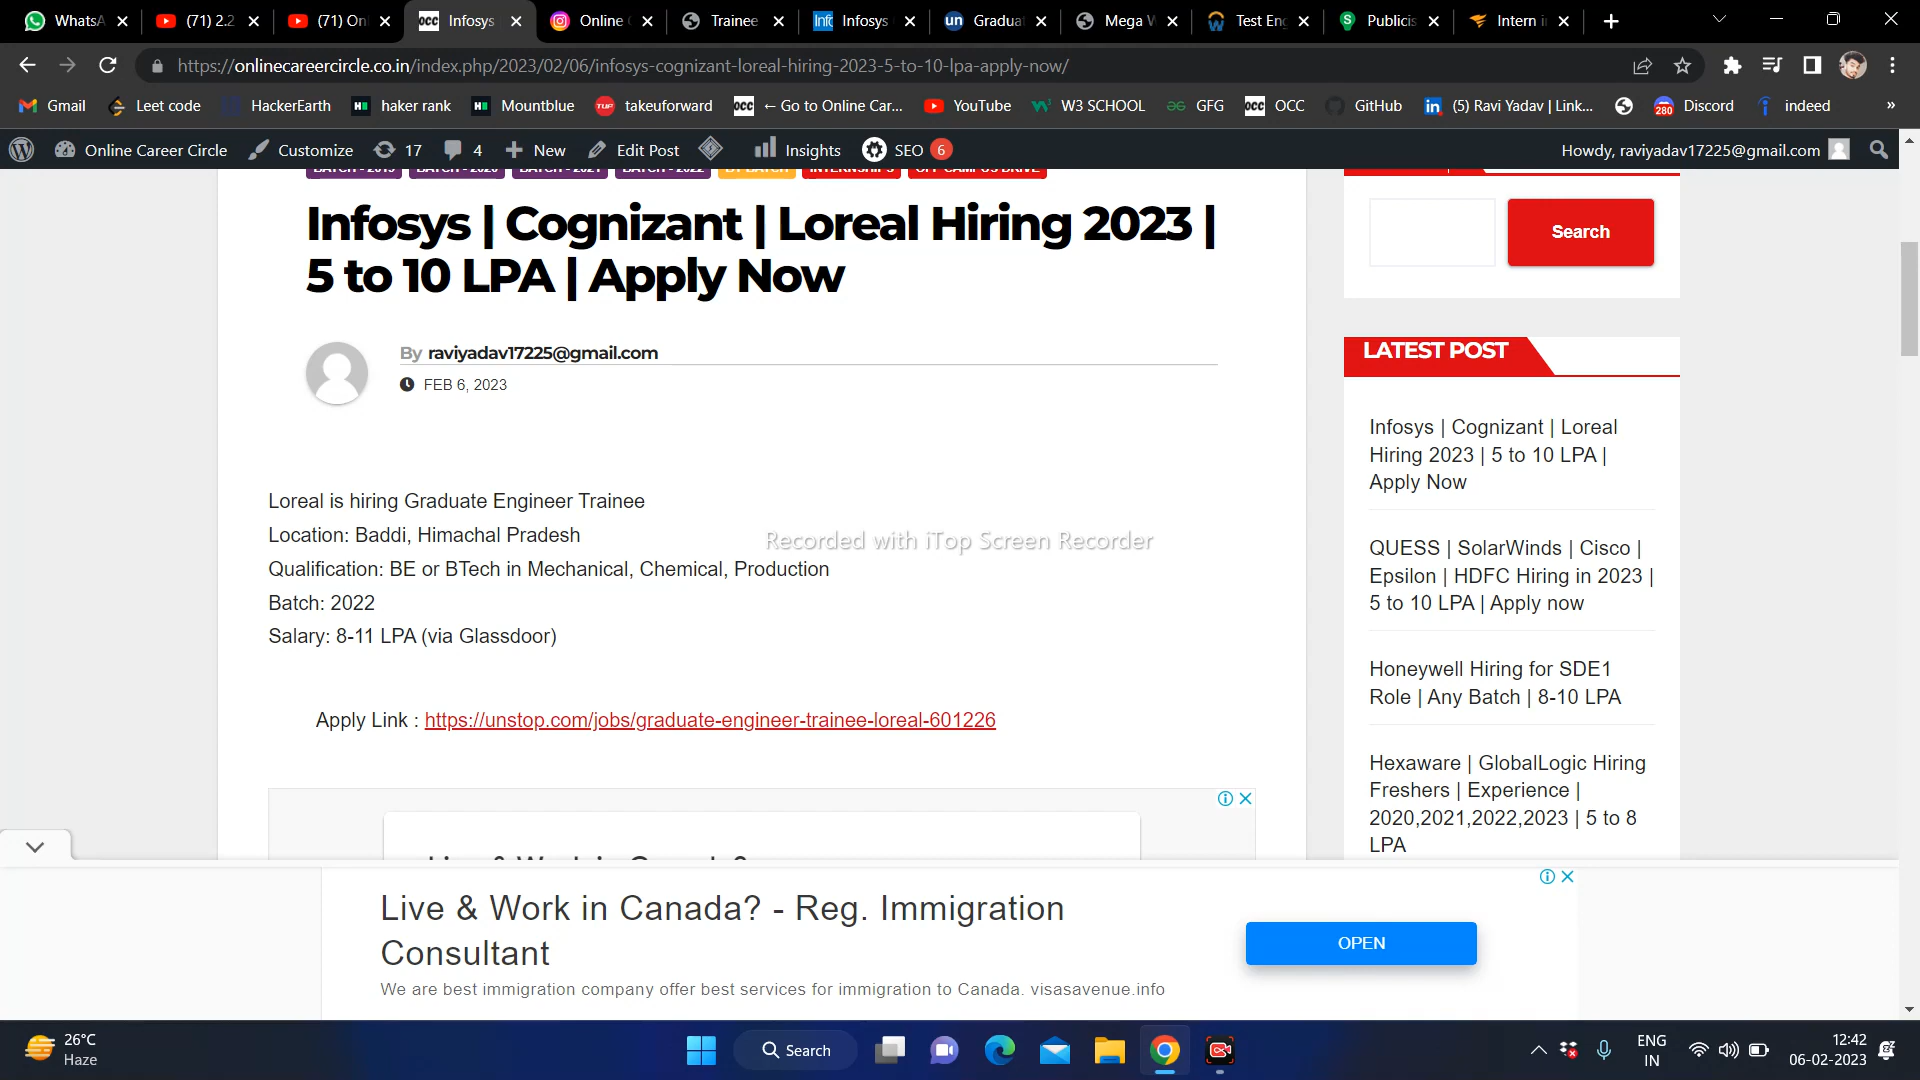 WhatsA
(71) 2.2
(71) Onl
Infosys
Online
Trainee
Infosys
Gradua
Mega W
Test Eng
Publicis
Intern i
https://onlinecareercircle.co.in/index.php/2023/02/06/infosys-cognizant-loreal-hiring-2023-5-to-10-lpa-apply-now/
Gmail
Leet code
HackerEarth
haker rank
Mountblue
takeuforward
← Go to Online Car...
YouTube
W3 SCHOOL
GFG
OCC
GitHub
(5) Ravi Yadav | Link...
280
Discord
indeed
»
Online Career Circle
Customize
17
4
New
Edit Post
Insights
SEO 6
Howdy, raviyadav17225@gmail.com
Infosys | Cognizant | Loreal Hiring 2023 |
5 to 10 LPA | Apply Now
By raviyadav17225@gmail.com
FEB 6, 2023
Loreal is hiring Graduate Engineer Trainee
Location: Baddi, Himachal Pradesh
Qualification: BE or BTech in Mechanical, Chemical, Production
Batch: 2022
Salary: 8-11 LPA (via Glassdoor)
Apply Link : https://unstop.com/jobs/graduate-engineer-trainee-loreal-601226
Recorded with iTop Screen Recorder
Search
LATEST POST
Infosys | Cognizant | Loreal
Hiring 2023 | 5 to 10 LPA |
Apply Now
QUESS | SolarWinds | Cisco |
Epsilon | HDFC Hiring in 2023 |
5 to 10 LPA | Apply now
Honeywell Hiring for SDE1
Role | Any Batch | 8-10 LPA
Hexaware | GlobalLogic Hiring
Freshers | Experience |
2020,2021,2022,2023 | 5 to 8
LPA
Live & Work in Canada? - Reg. Immigration
Consultant
We are best immigration company offer best services for immigration to Canada. visasavenue.info
OPEN
26°C
Haze
Search
ENG
IN
12:42
06-02-2023